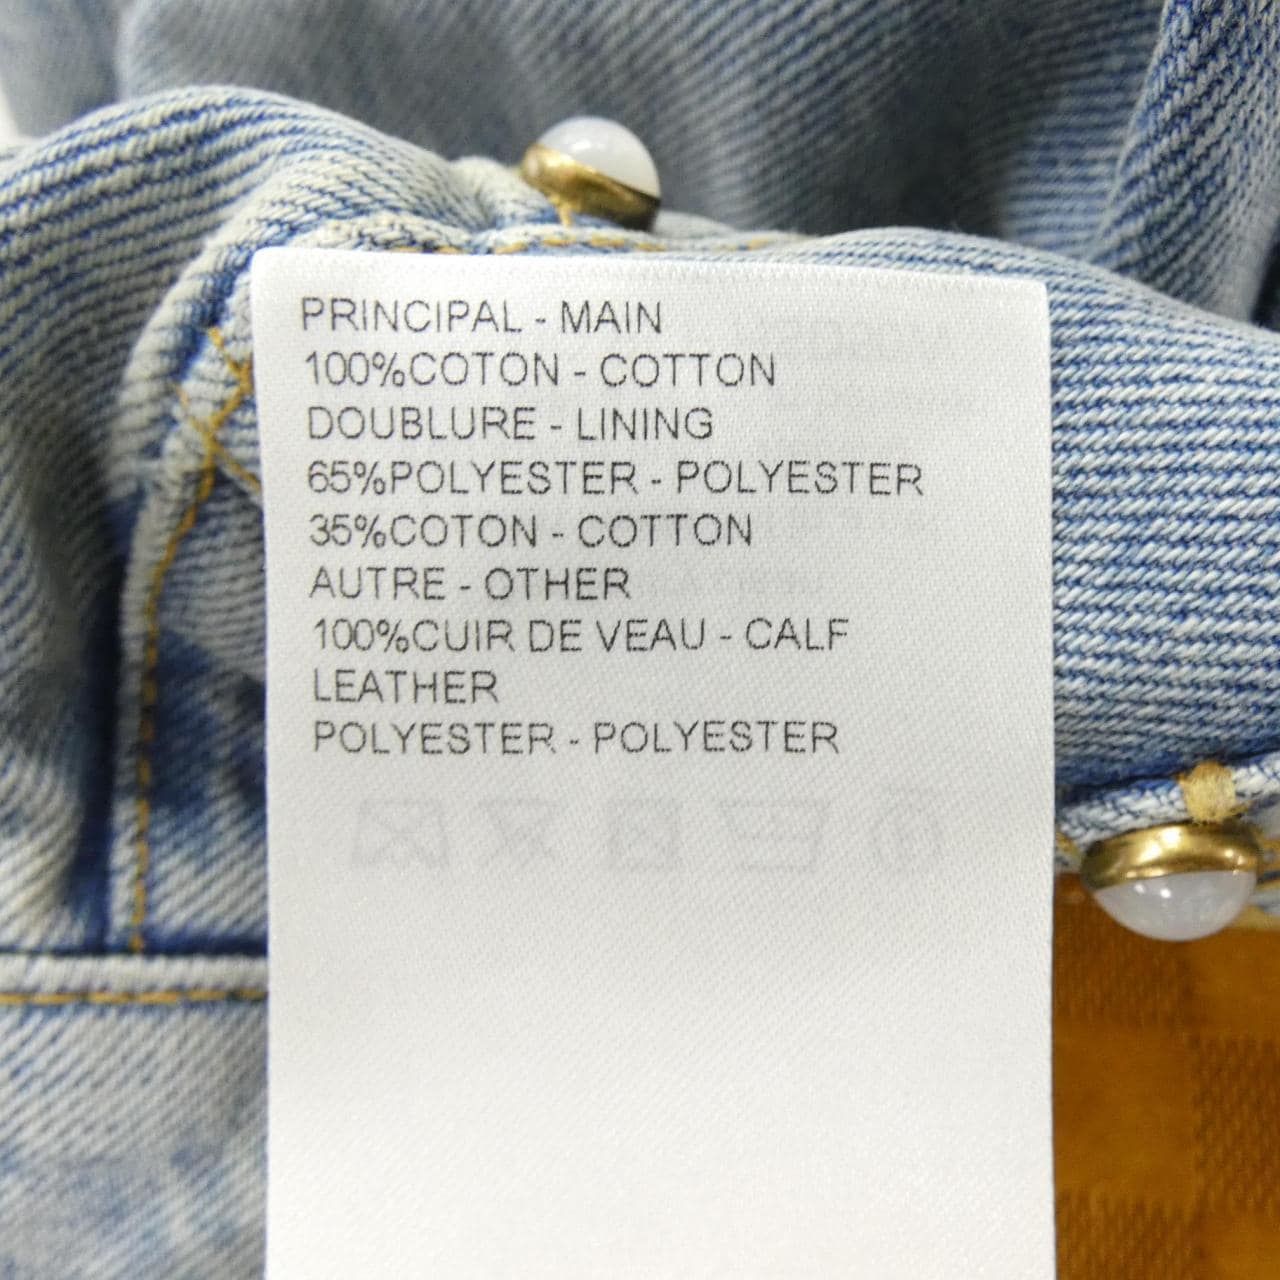 PRINCIPAL - MAIN
100%COTON - COTTON
DOUBLURE - LINING
65%POLYESTER - POLYESTER
35%COTON - COTTON
AUTRE - OTHER
100%CUIR DE VEAU - CALF
LEATHER
POLYESTER - POLYESTER